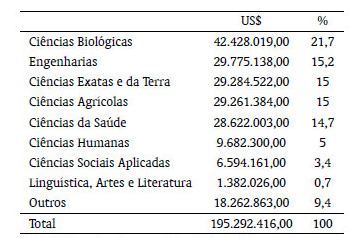 US$ %
Ciências Biológicas 42.428.019,00 21,7
Engenharias 29.775.138,00 15,2
Ciências Exatas e da Terra 29.284.522,00 15
Ciências Agrícolas 29.261.384,00 15
Ciências da Saúde 28.622.003,00 14,7
Ciências Humanas 9.682.300,00 5
Ciências Sociais Aplicadas 6.594.161,00 3,4
Linguística, Artes e Literatura 1.382.026,00 0,7
Outros 18.262.863,00 9,4
Total 195.292.416,00 100